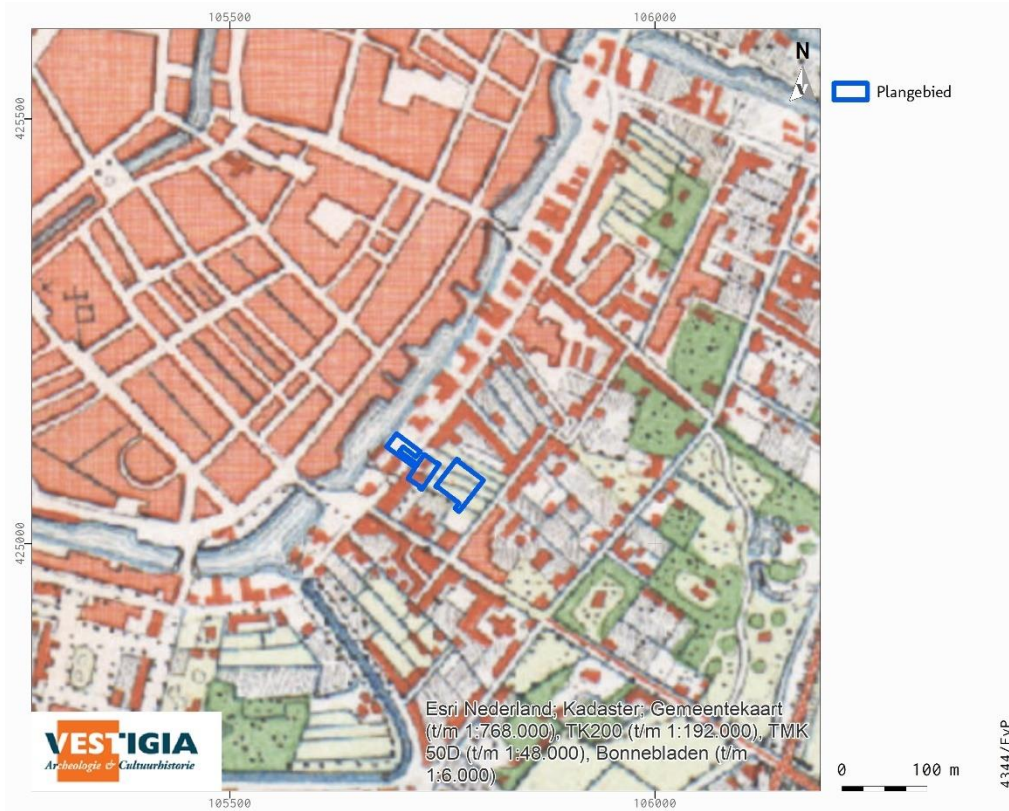 105500
106000
N
Plangebied
425500
425000
Esri Nederland; Kadaster; Gemeentekaart
(t/m 1:768.000), TK200 (t/m 1:192.000), TMK
50D (t/m 1:48.000), Bonnebladen (t/m
1:6.000)
VESTIGIA
Archeologie & Cultuurhistorie
0
100 m
4344/EvP
105500
106000